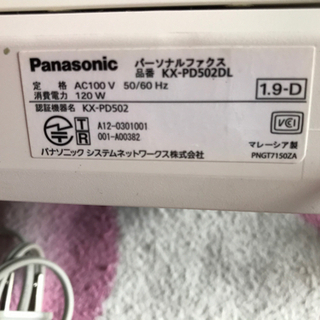 Panasonic パーソナルファクス
品番 KX-PD502DL
定 格 AC100 V 50/60 Hz
消費電力 120 W
1.9-D
認証機器名 KX-PD502
T A12-0301001
R 001-A00382
VCI
パナソニック システムネットワークス株式会社
マレーシア製
PNGT7150ZA